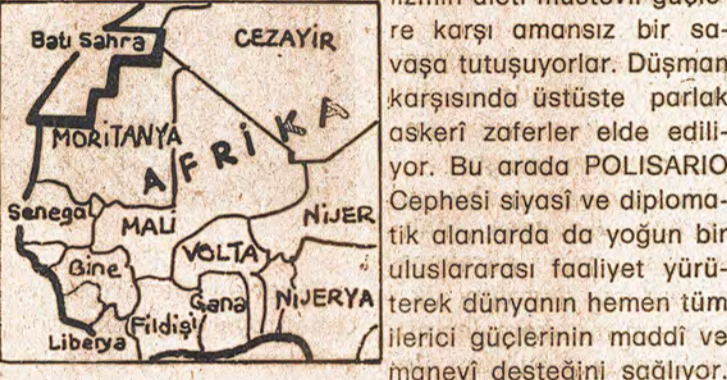 Batı Sahra
CEZAYİR
MORİTANYA
AFRİKA
Senegal
MALİ
NİJER
VOLTA
Gine
Gana
NİJERYA
Fildişi
Liberya
re karşı amansız bir sa-
vaşa tutuşuyorlar. Düşman
karşısında üstüste parlak
askerî zaferler elde edili-
yor. Bu arada POLISARIO
Cephesi siyasî ve diploma-
tik alanlarda da yoğun bir
uluslararası faaliyet yürü-
terek dünyanın hemen tüm
ilerici güçlerinin maddî ve
manevî desteğini sağlıyor.